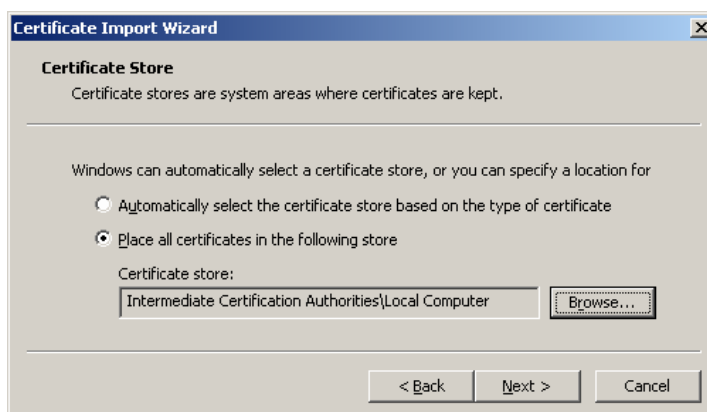 Certificate Import Wizard
Certificate Store
Certificate stores are system areas where certificates are kept.
Windows can automatically select a certificate store, or you can specify a location for
Automatically select the certificate store based on the type of certificate
Place all certificates in the following store
Certificate store:
Intermediate Certification Authorities\Local Computer
Browse...
< Back
Next >
Cancel